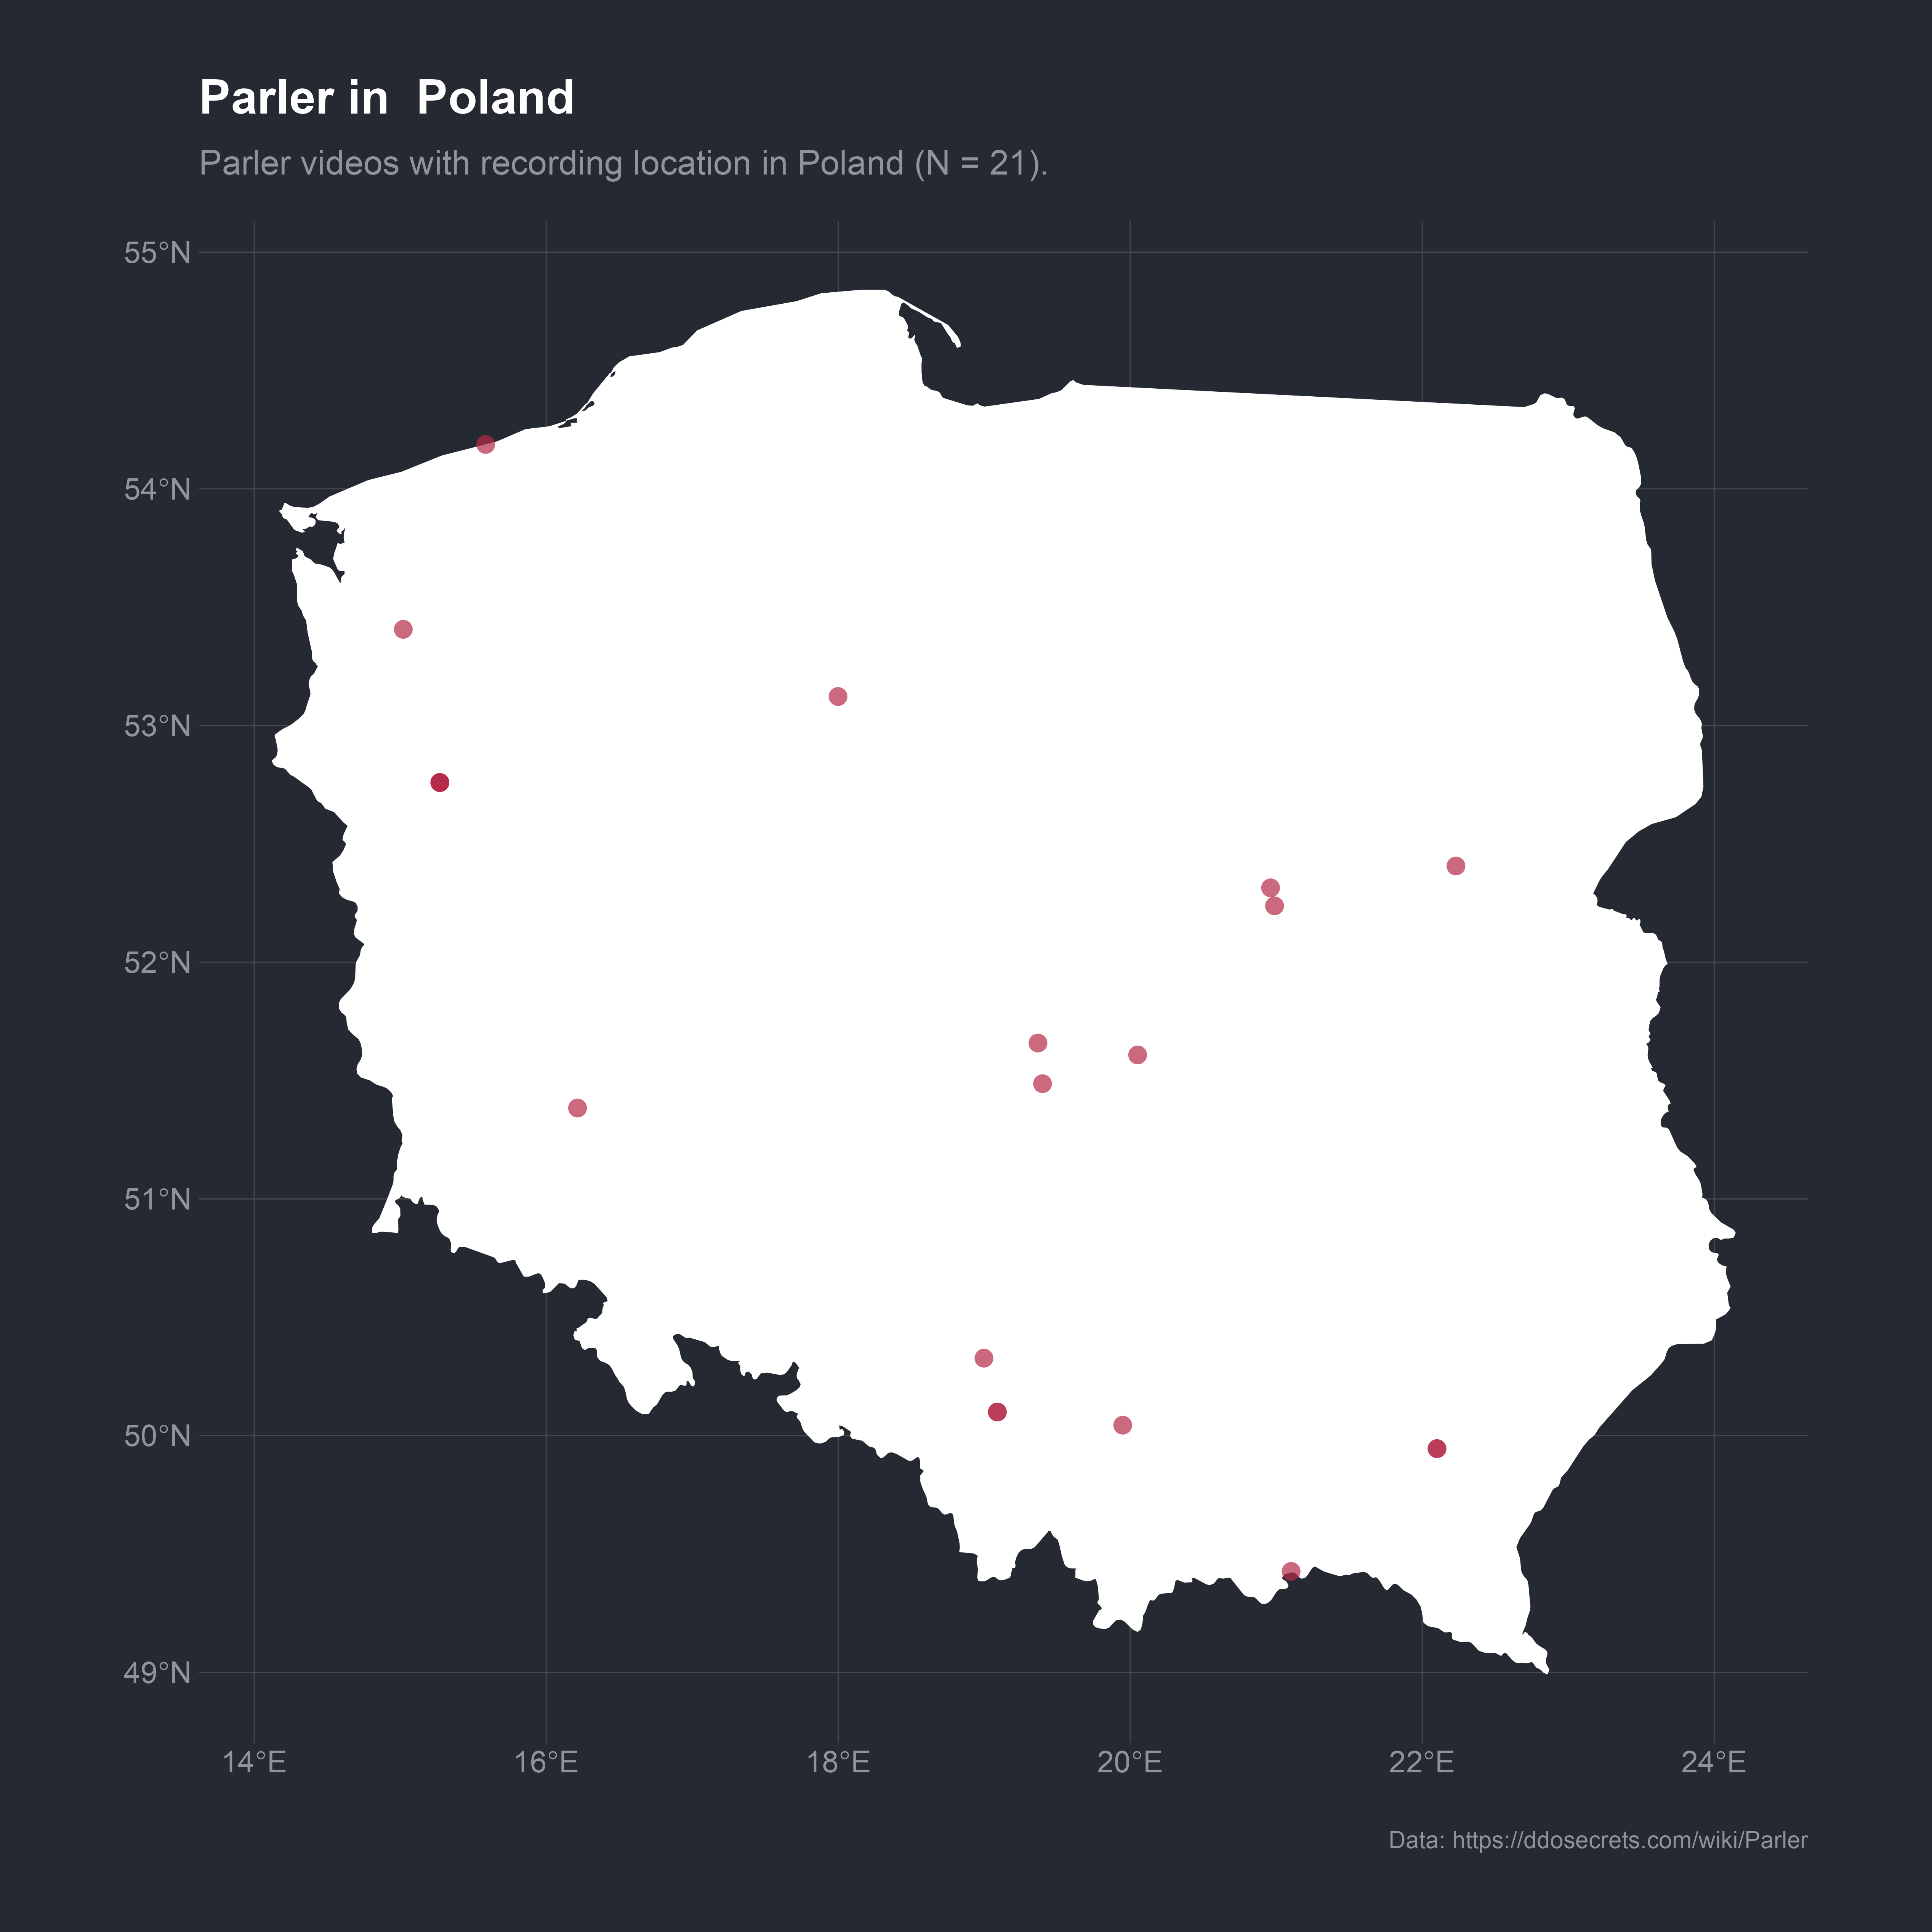 Parler in  Poland
Parler videos with recording location in Poland (N = 21).
55°N
54°N
53°N
52°N
51°N
50°N
49°N
14°E 16°E 18°E 20°E 22°E 24°E
Data: https://ddosecrets.com/wiki/Parler